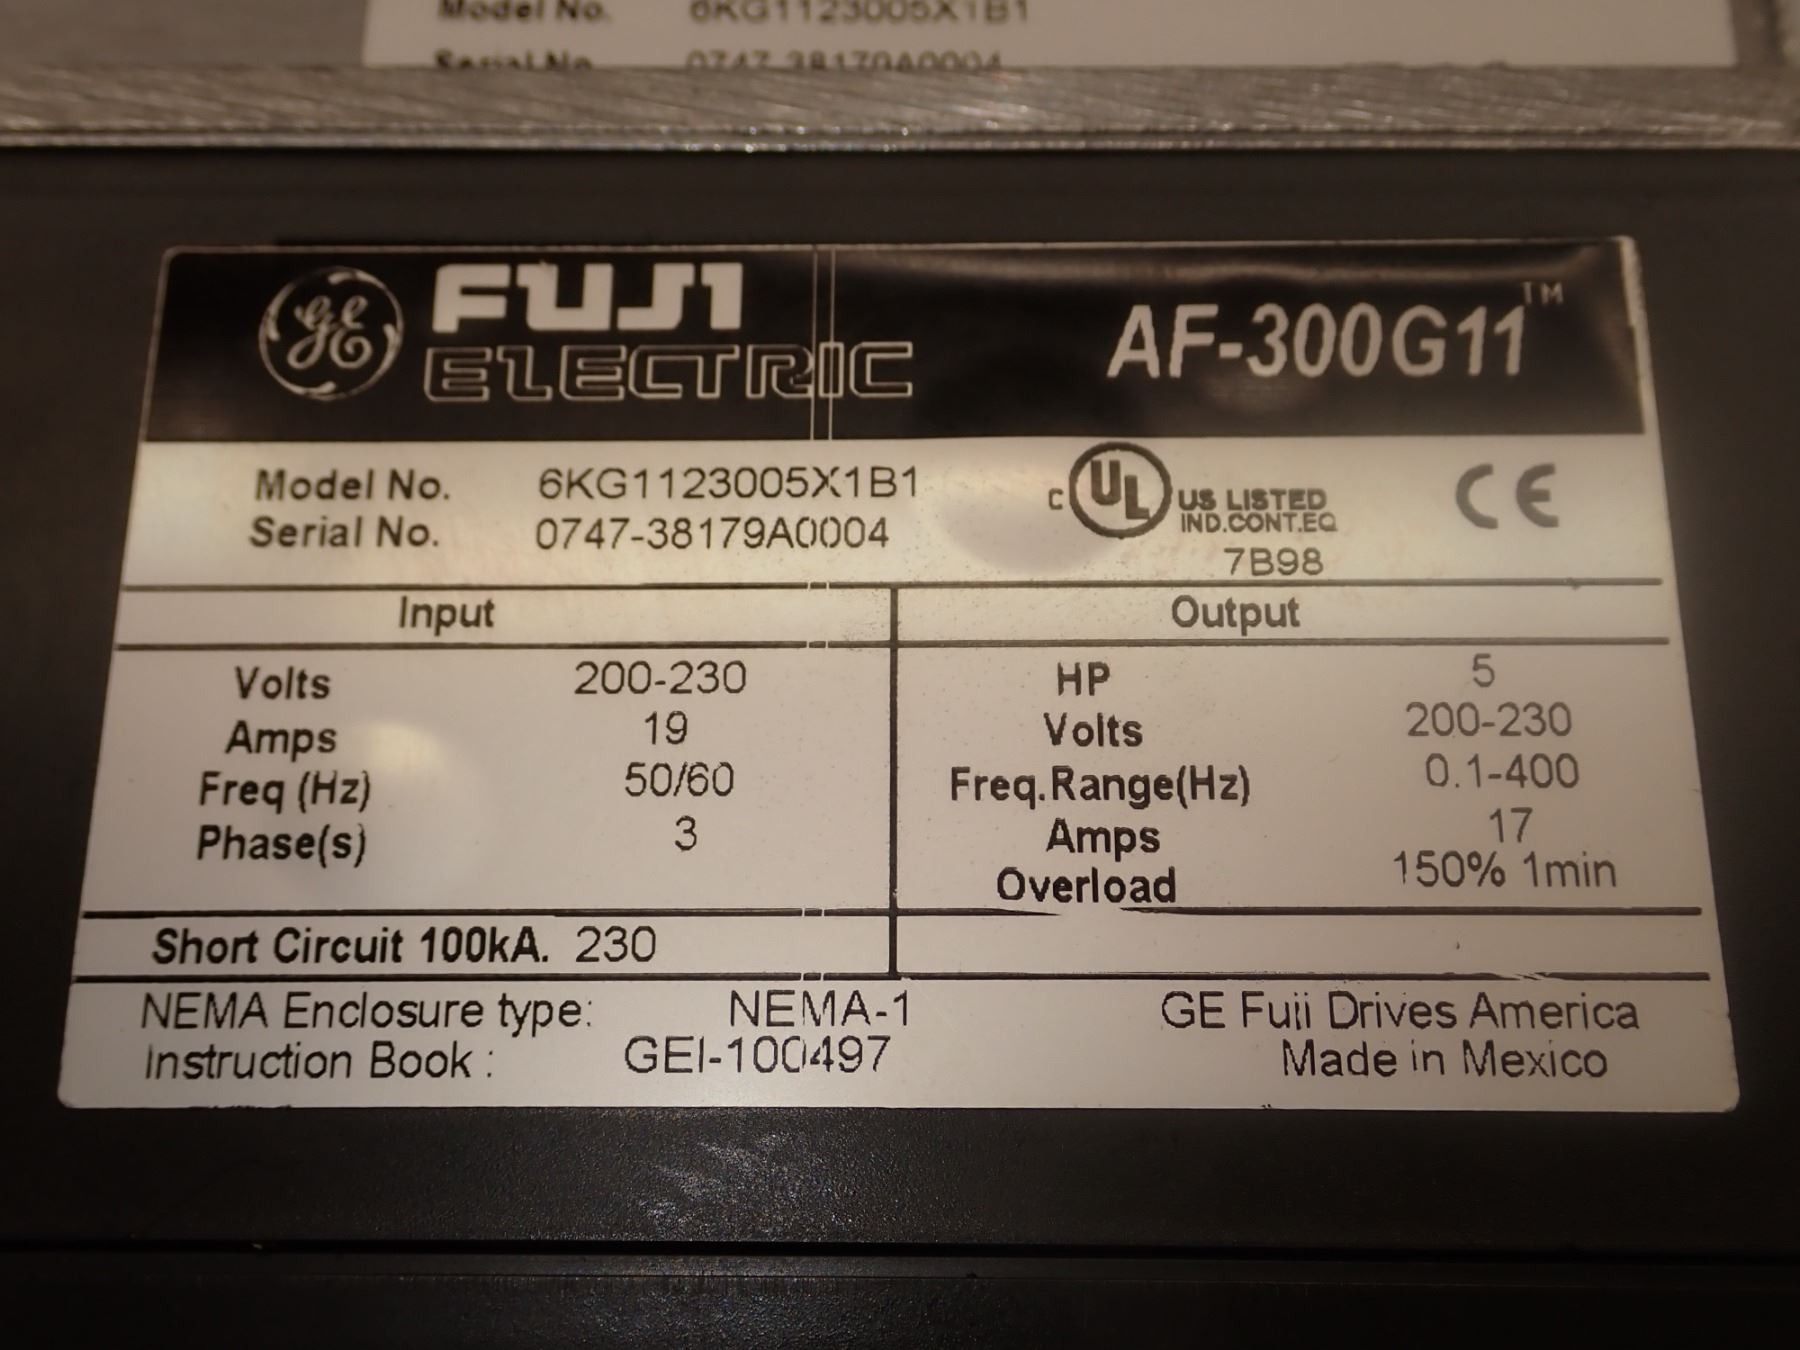 Model No. 6KG1123005X1B1
Serial No. 0747-38179A0004
GE FUJI ELECTRIC AF-300G11™
Model No. 6KG1123005X1B1
Serial No. 0747-38179A0004
C UL US LISTED
IND.CONT.EQ
7B98
CE
Input
Volts 200-230
Amps 19
Freq (Hz) 50/60
Phase(s) 3
Output
HP 5
Volts 200-230
Freq.Range(Hz) 0.1-400
Amps 17
Overload 150% 1min
Short Circuit 100kA. 230
NEMA Enclosure type: NEMA-1
Instruction Book : GEI-100497
GE Fuji Drives America
Made in Mexico